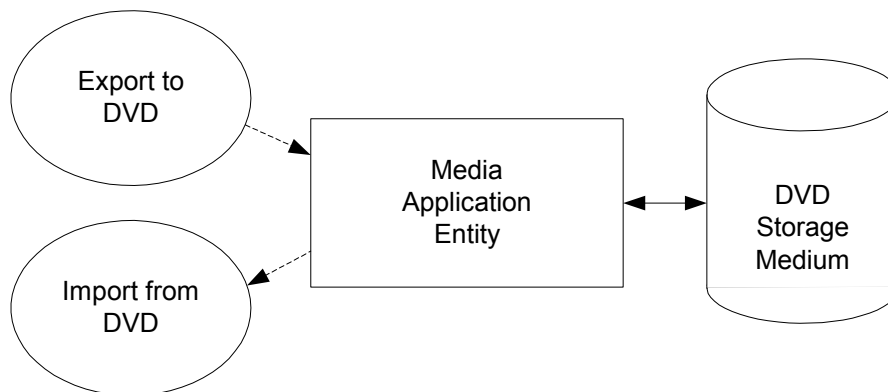 Export to
DVD
Media
Application
Entity
DVD
Storage
Medium
Import from
DVD